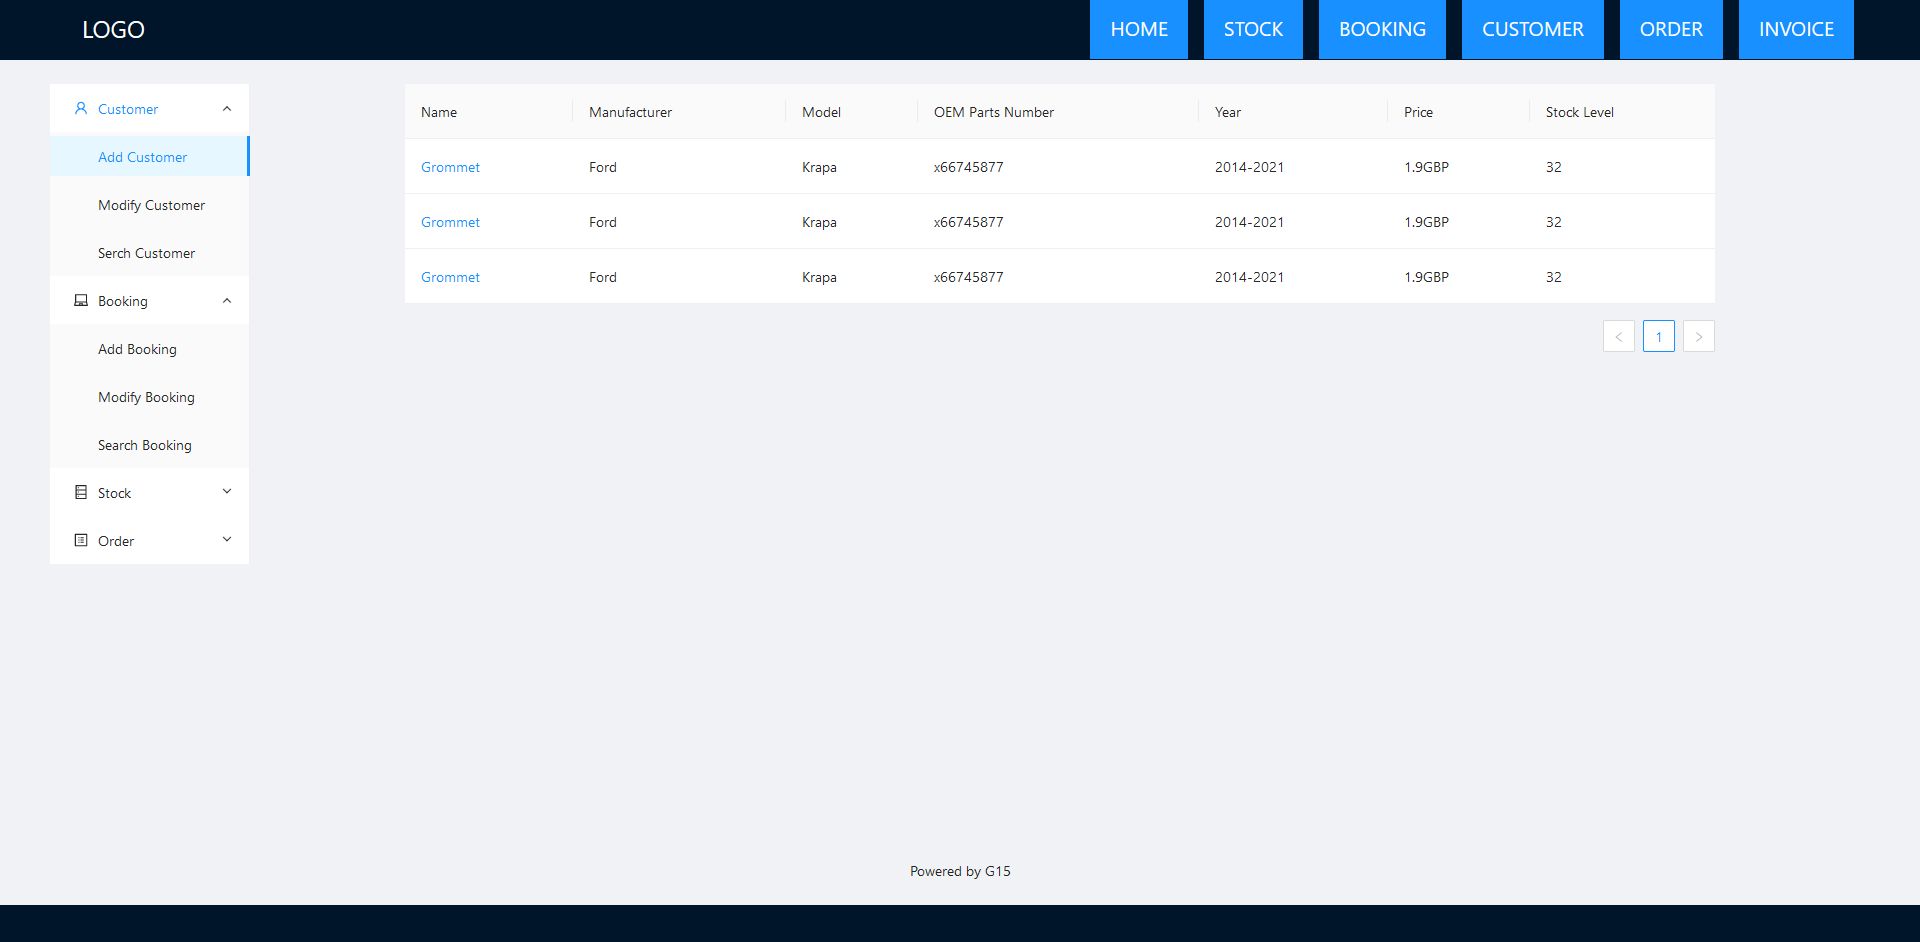 LOGO HOME STOCK BOOKING CUSTOMER ORDER INVOICE
Customer
Add Customer
Modify Customer
Serch Customer
Booking
Add Booking
Modify Booking
Search Booking
Stock
Order
Name Manufacturer Model OEM Parts Number Year Price Stock Level
Grommet Ford Krapa x66745877 2014-2021 1.9GBP 32
Grommet Ford Krapa x66745877 2014-2021 1.9GBP 32
Grommet Ford Krapa x66745877 2014-2021 1.9GBP 32
1
Powered by G15